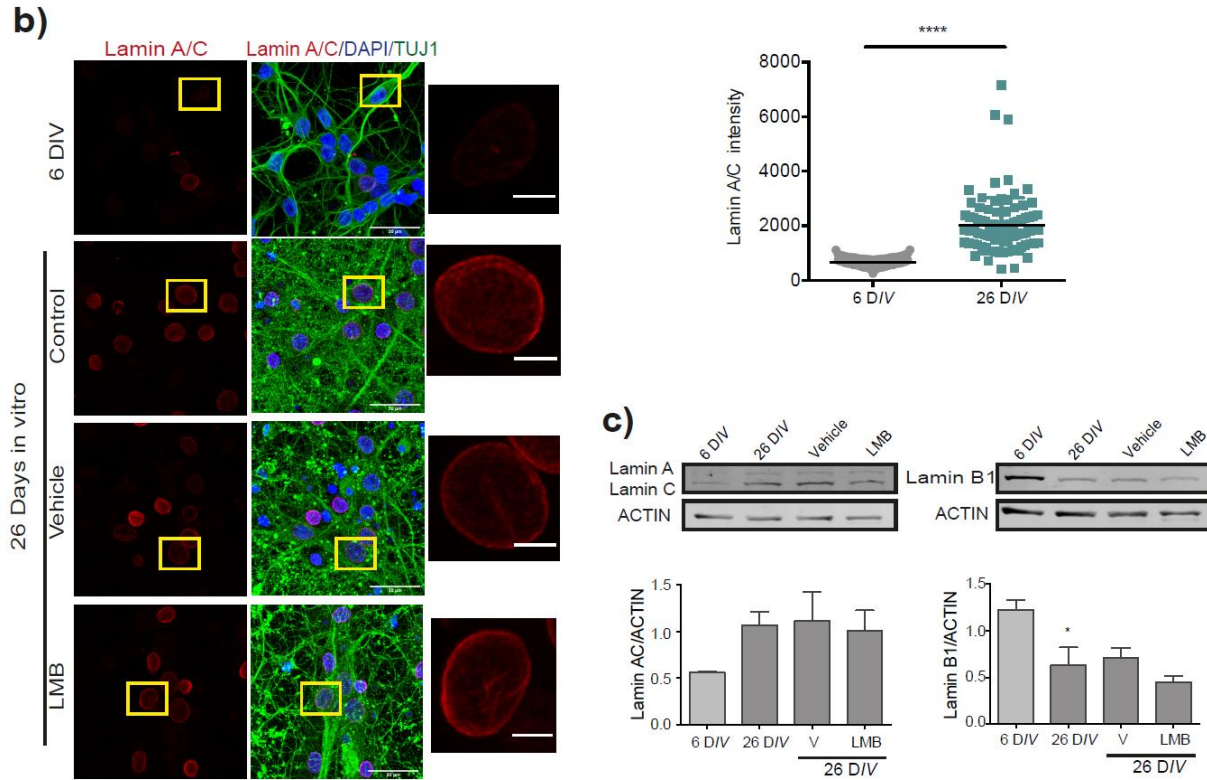 b)
Lamin A/C
Lamin A/C/DAPI/TUJ1
6 DIV
26 Days in vitro
Control
Vehicle
LMB
****
Lamin A/C intensity
8000
6000
4000
2000
0
6 DIV
26 DIV
c)
6 DIV
26 DIV
Vehicle
LMB
Lamin A
Lamin C
ACTIN
6 DIV
26 DIV
Vehicle
LMB
Lamin B1
ACTIN
Lamin AC/ACTIN
1.5
1.0
0.5
0.0
6 DIV
26 DIV
V
LMB
26 DIV
Lamin B1/ACTIN
1.5
1.0
0.5
0.0
*
6 DIV
26 DIV
V
LMB
26 DIV